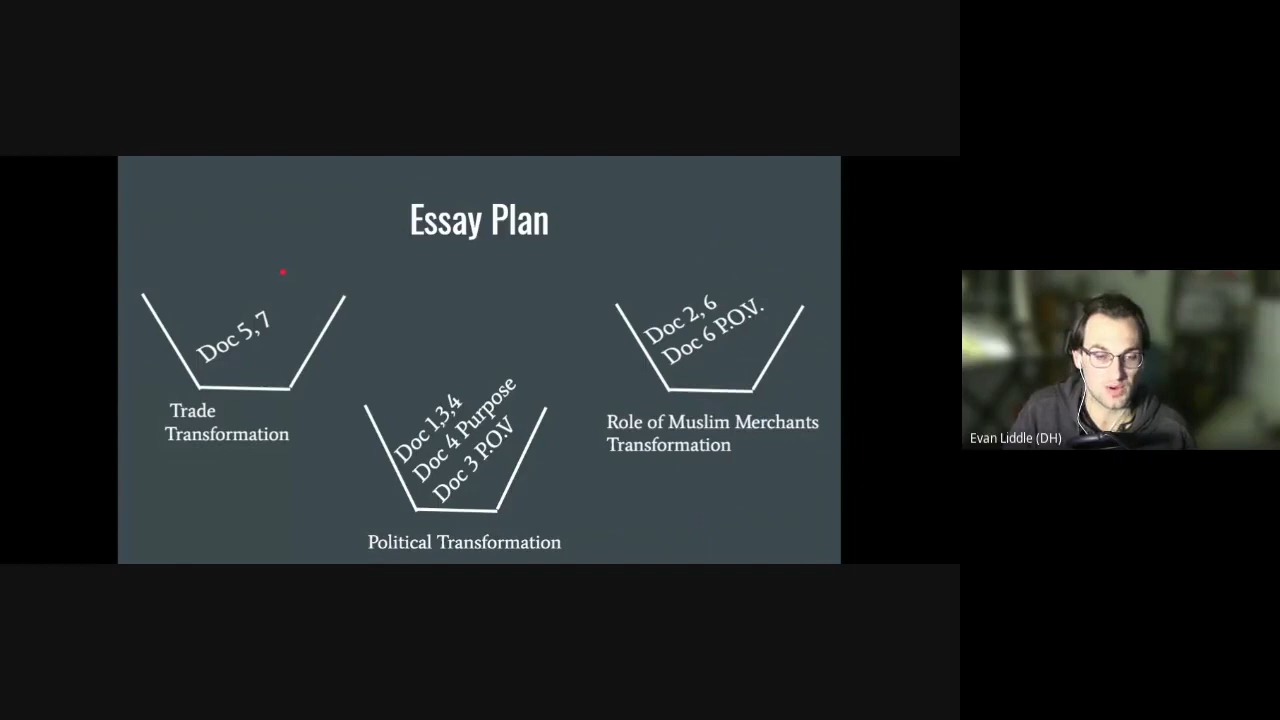 Essay Plan
Doc 5, 7
Trade
Transformation
Doc 1,3,4
Doc 4 Purpose
Doc 3 P.O.V
Political Transformation
Doc 2, 6
Doc 6 P.O.V.
Role of Muslim Merchants
Transformation
Evan Liddle (DH)